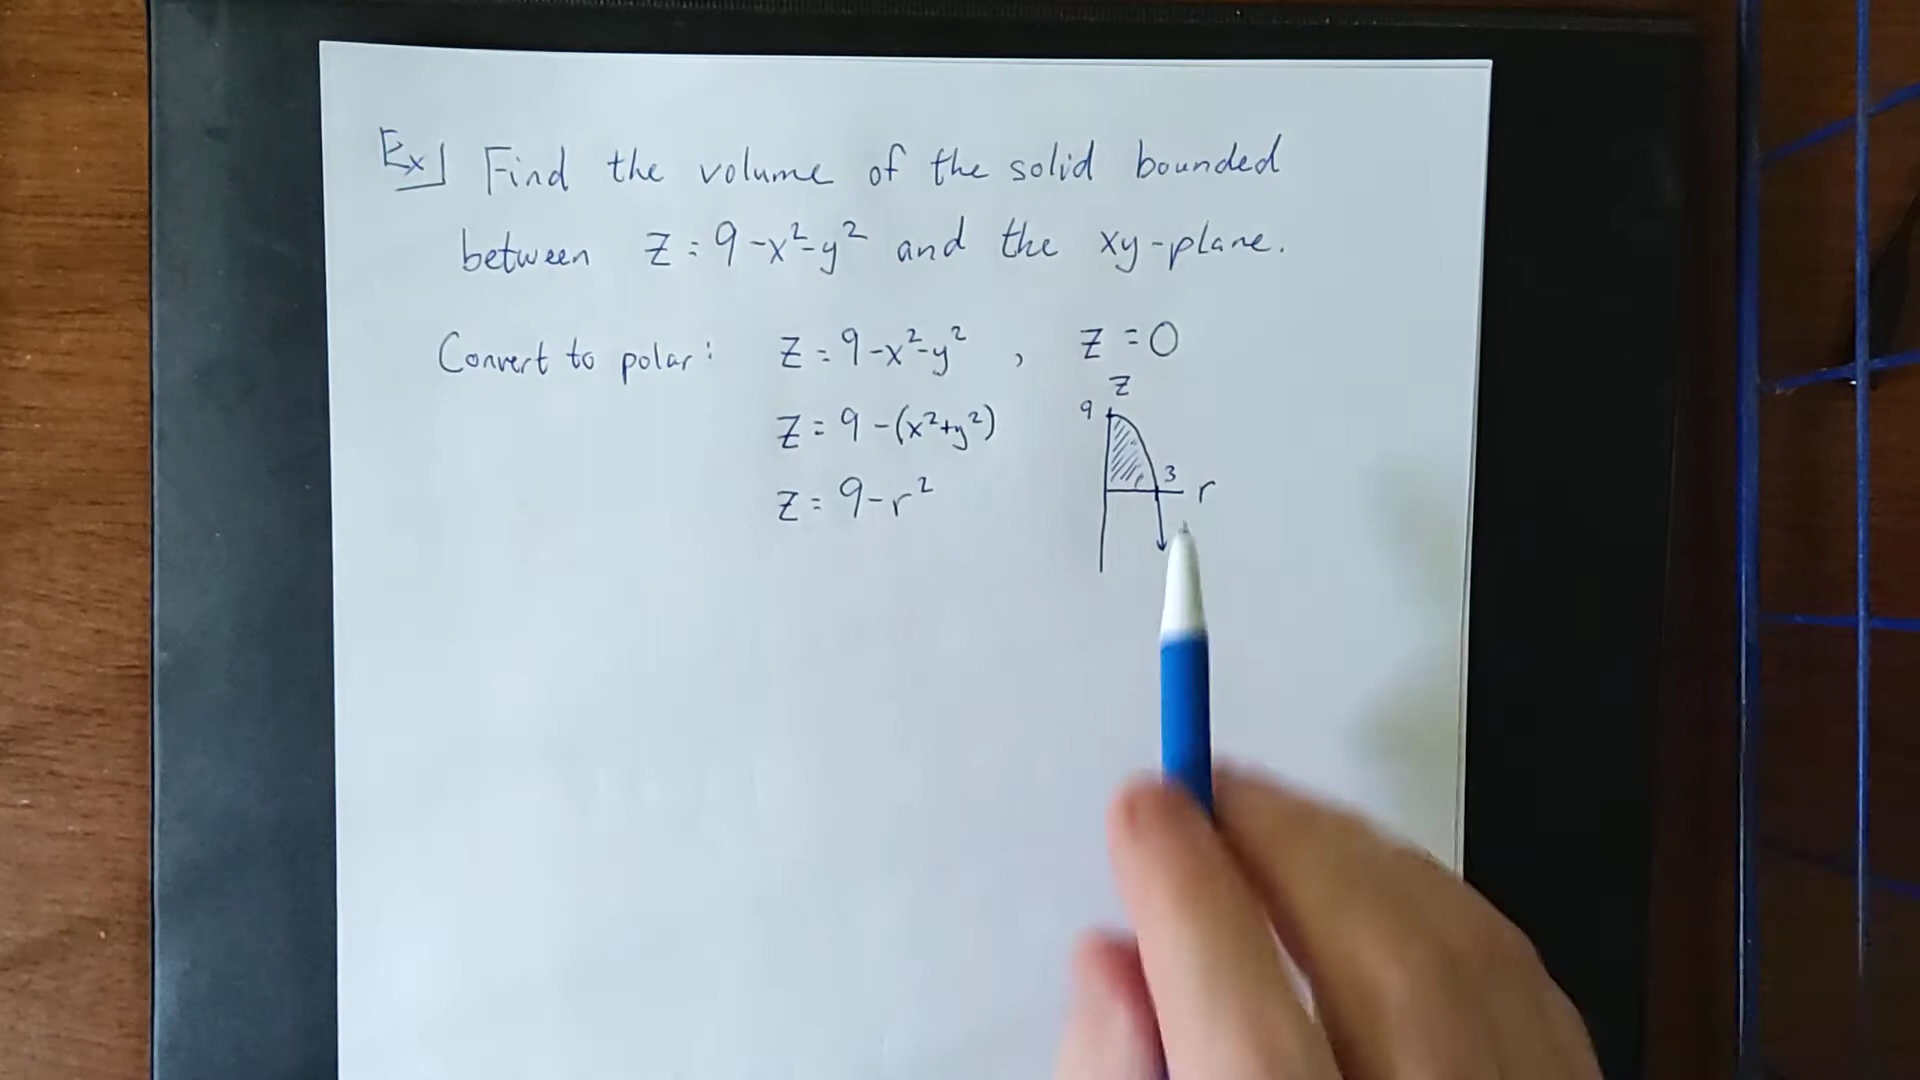 Ex] Find the volume of the solid bounded
between z = 9-x²-y² and the xy-plane.
Convert to polar: z = 9-x²-y² , z = 0
z = 9-(x²+y²)
z = 9-r²
z
9
3
r